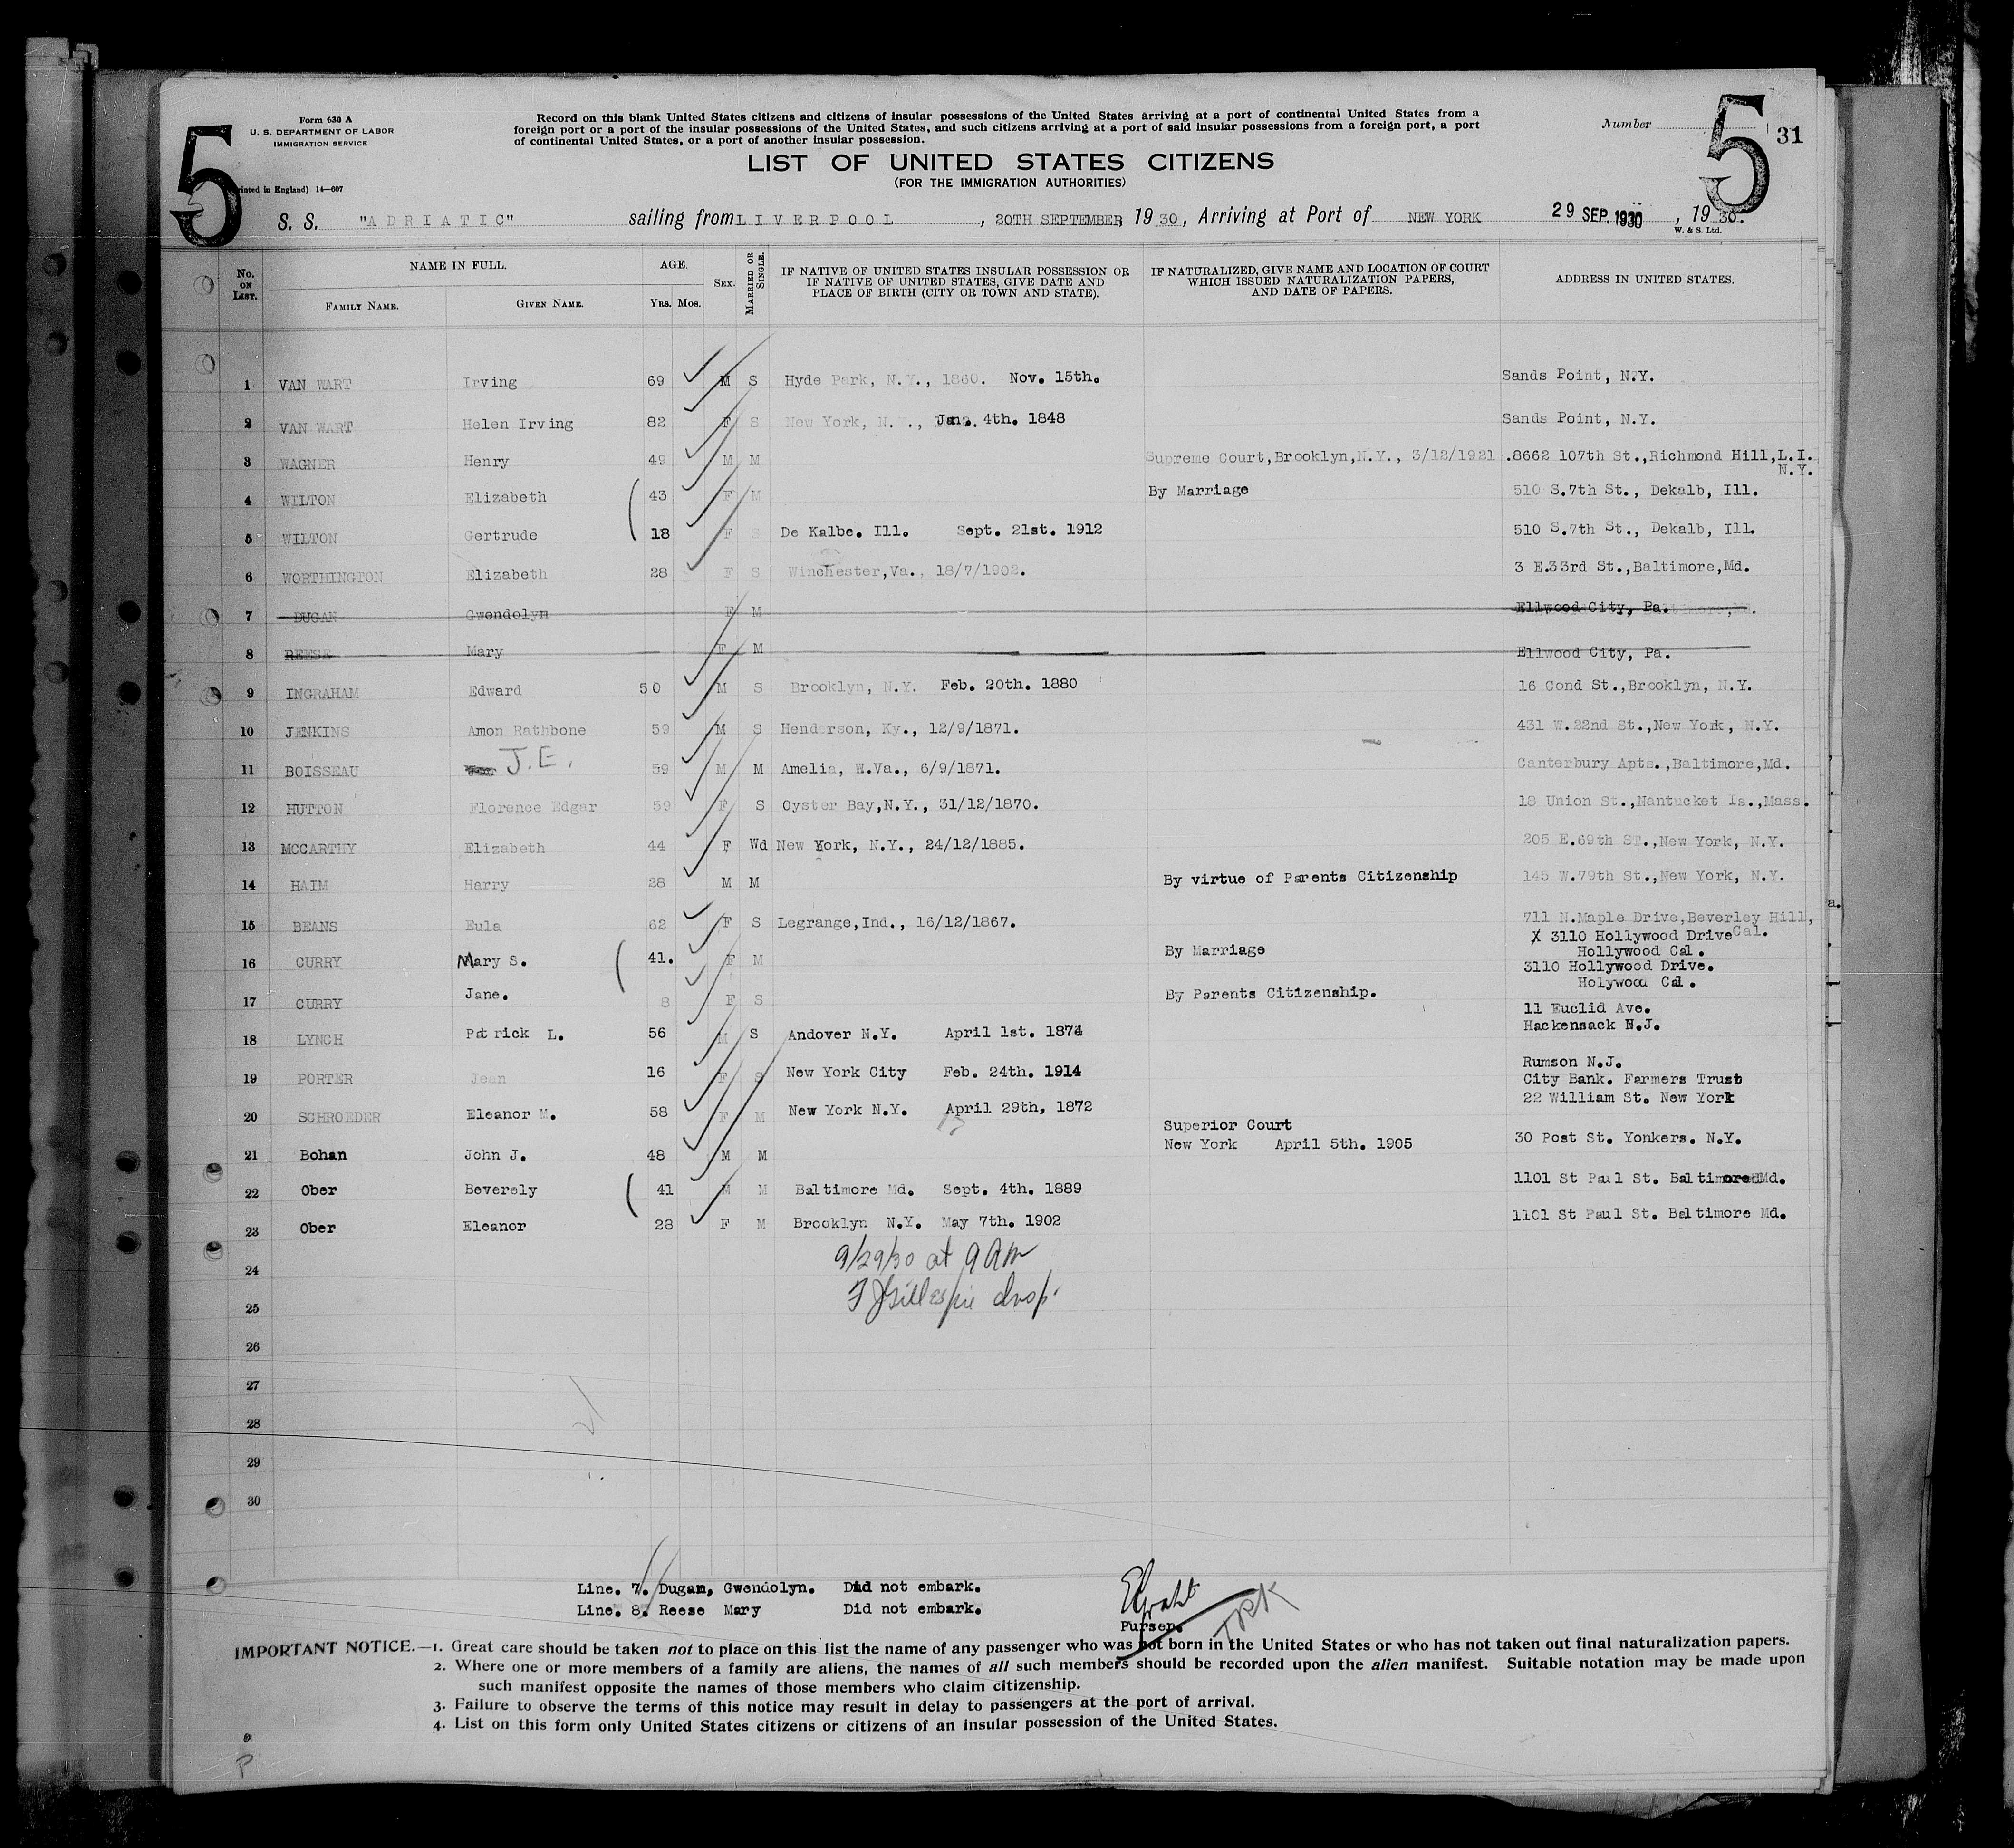 5
Form 630 A
U. S. DEPARTMENT OF LABOR
IMMIGRATION SERVICE
Record on this blank United States citizens and citizens of insular possessions of the United States arriving at a port of continental United States from a
foreign port or a port of the insular possessions of the United States, and such citizens arriving at a port of said insular possessions from a foreign port, a port
of continental United States, or a port of another insular possession.
Number
5
31
LIST OF UNITED STATES CITIZENS
(FOR THE IMMIGRATION AUTHORITIES)
rinted in England) 14—607
S. S. "ADRIATIC" sailing from LIVERPOOL, 20TH SEPTEMBER, 1930, Arriving at Port of NEW YORK 29 SEP. 1930, 1930.
W. & S. Ltd.
No. ON LIST. NAME IN FULL. AGE. SEX. MARRIED OR SINGLE. IF NATIVE OF UNITED STATES INSULAR POSSESSION OR IF NATIVE OF UNITED STATES, GIVE DATE AND PLACE OF BIRTH (CITY OR TOWN AND STATE). IF NATURALIZED, GIVE NAME AND LOCATION OF COURT WHICH ISSUED NATURALIZATION PAPERS, AND DATE OF PAPERS. ADDRESS IN UNITED STATES.
FAMILY NAME. GIVEN NAME. YRS. MOS.
1 VAN WART Irving 69 M S Hyde Park, N.Y., 1860. Nov. 15th. Sands Point, N.Y.
2 VAN WART Helen Irving 82 F S New York, N.Y., Jan. 4th. 1848 Sands Point, N.Y.
3 WAGNER Henry 49 M M Supreme Court,Brooklyn,N.Y., 3/12/1921 .8662 107th St.,Richmond Hill,L.I.
N.Y.
4 WILTON Elizabeth 43 F M By Marriage 510 S.7th St., Dekalb, Ill.
5 WILTON Gertrude 18 F S De Kalbe. Ill. Sept. 21st. 1912 510 S.7th St., Dekalb, Ill.
6 WORTHINGTON Elizabeth 28 F S Winchester,Va., 18/7/1902. 3 E.33rd St.,Baltimore,Md.
7 DUGAN Gwendolyn F M Ellwood City, Pa.
8 REESE Mary F M Ellwood City, Pa.
9 INGRAHAM Edward 50 M S Brooklyn, N.Y. Feb. 20th. 1880 16 Cond St.,Brooklyn, N.Y.
10 JENKINS Amon Rathbone 59 M S Henderson, Ky., 12/9/1871. 431 W.22nd St.,New York, N.Y.
11 BOISSEAU J.E. 59 M M Amelia, W.Va., 6/9/1871. Canterbury Apts.,Baltimore,Md.
12 HUTTON Florence Edgar 59 F S Oyster Bay,N.Y., 31/12/1870. 18 Union St.,Nantucket Is.,Mass.
13 MCCARTHY Elizabeth 44 F Wd New York, N.Y., 24/12/1885. 205 E.69th ST.,New York, N.Y.
14 HAIM Harry 28 M M By virtue of Parents Citizenship 145 W.79th St.,New York, N.Y.
15 BEANS Eula 62 F S Legrange,Ind., 16/12/1867. 711 N.Maple Drive,Beverley Hill,
Cal.
16 CURRY Mary S. 41. F M By Marriage X 3110 Hollywood Drive
Hollywood Cal.
17 CURRY Jane. 8 F S By Parents Citizenship. 3110 Hollywood Drive.
Holywood Cal.
18 LYNCH Patrick L. 56 M S Andover N.Y. April 1st. 1874 11 Euclid Ave.
Hackensack N.J.
19 PORTER Jean 16 F S New York City Feb. 24th. 1914 Rumson N.J.
20 SCHROEDER Eleanor M. 58 F M New York N.Y. April 29th, 1872 City Bank. Farmers Trust
22 William St. New York
21 Bohan John J. 48 M M Superior Court
New York April 5th. 1905 30 Post St. Yonkers. N.Y.
22 Ober Beverely 41 M M Baltimore Md. Sept. 4th. 1889 1101 St Paul St. Baltimore Md.
23 Ober Eleanor 28 F M Brooklyn N.Y. May 7th. 1902 1101 St Paul St. Baltimore Md.
24
9/29/30 at 9 AM
25
F J Gillespie
26
27
28
29
30
Line. 7. Dugan, Gwendolyn. Did not embark.
Line. 8. Reese Mary Did not embark.
Purser.
IMPORTANT NOTICE.—1. Great care should be taken not to place on this list the name of any passenger who was not born in the United States or who has not taken out final naturalization papers.
2. Where one or more members of a family are aliens, the names of all such members should be recorded upon the alien manifest. Suitable notation may be made upon
such manifest opposite the names of those members who claim citizenship.
3. Failure to observe the terms of this notice may result in delay to passengers at the port of arrival.
4. List on this form only United States citizens or citizens of an insular possession of the United States.
P